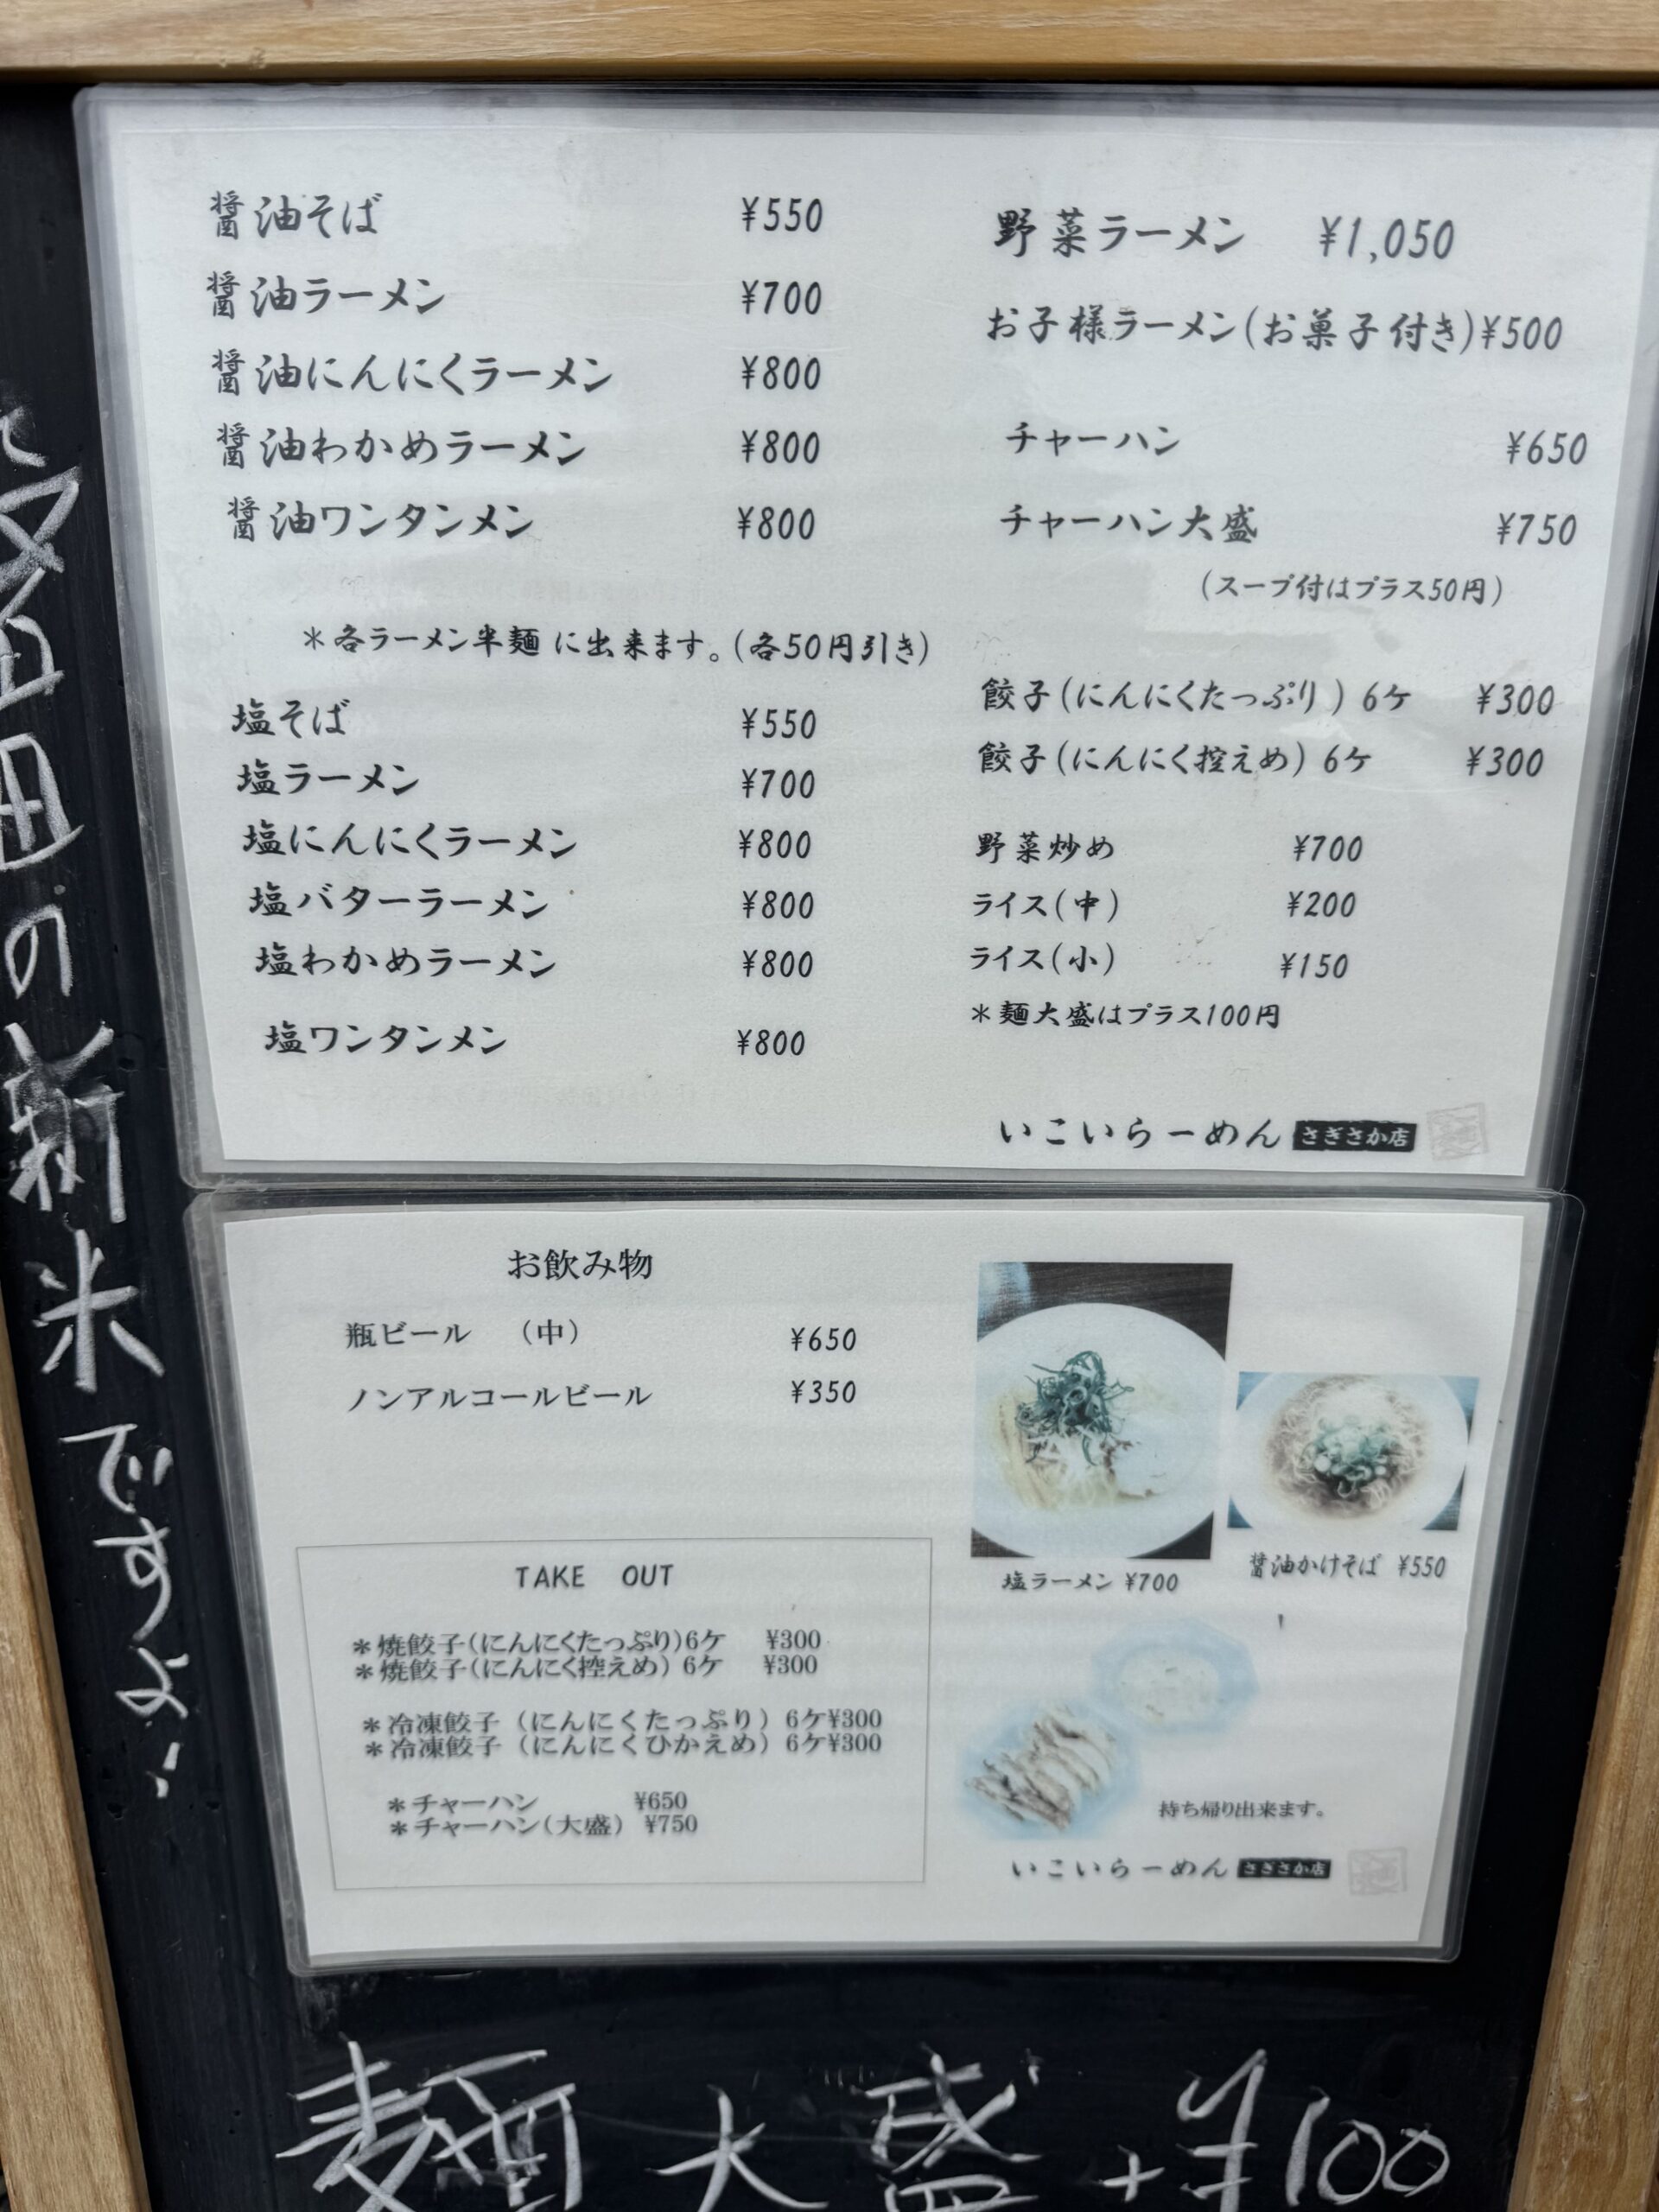 醤油そば ¥550
醤油ラーメン ¥700
醤油にんにくラーメン ¥800
醤油わかめラーメン ¥800
醤油ワンタンメン ¥800
＊各ラーメン半麺に出来ます。(各50円引き)
塩そば ¥550
塩ラーメン ¥700
塩にんにくラーメン ¥800
塩バターラーメン ¥800
塩わかめラーメン ¥800
塩ワンタンメン ¥800
野菜ラーメン ¥1,050
お子様ラーメン(お菓子付き)¥500
チャーハン ¥650
チャーハン大盛 ¥750
(スープ付はプラス50円)
餃子(にんにくたっぷり) 6ケ ¥300
餃子(にんにく控えめ) 6ケ ¥300
野菜炒め ¥700
ライス(中) ¥200
ライス(小) ¥150
＊麺大盛はプラス100円
いこいらーめん さぎさか店
お飲み物
瓶ビール （中） ¥650
ノンアルコールビール ¥350
TAKE OUT
＊焼餃子(にんにくたっぷり)6ケ ¥300
＊焼餃子(にんにく控えめ) 6ケ ¥300
＊冷凍餃子（にんにくたっぷり）6ケ¥300
＊冷凍餃子（にんにくひかえめ）6ケ¥300
＊チャーハン ¥650
＊チャーハン(大盛) ¥750
塩ラーメン ¥700
醤油かけそば ¥550
持ち帰り出来ます。
いこいらーめん さぎさか店
の新米ですよ!!
麺大盛+¥100